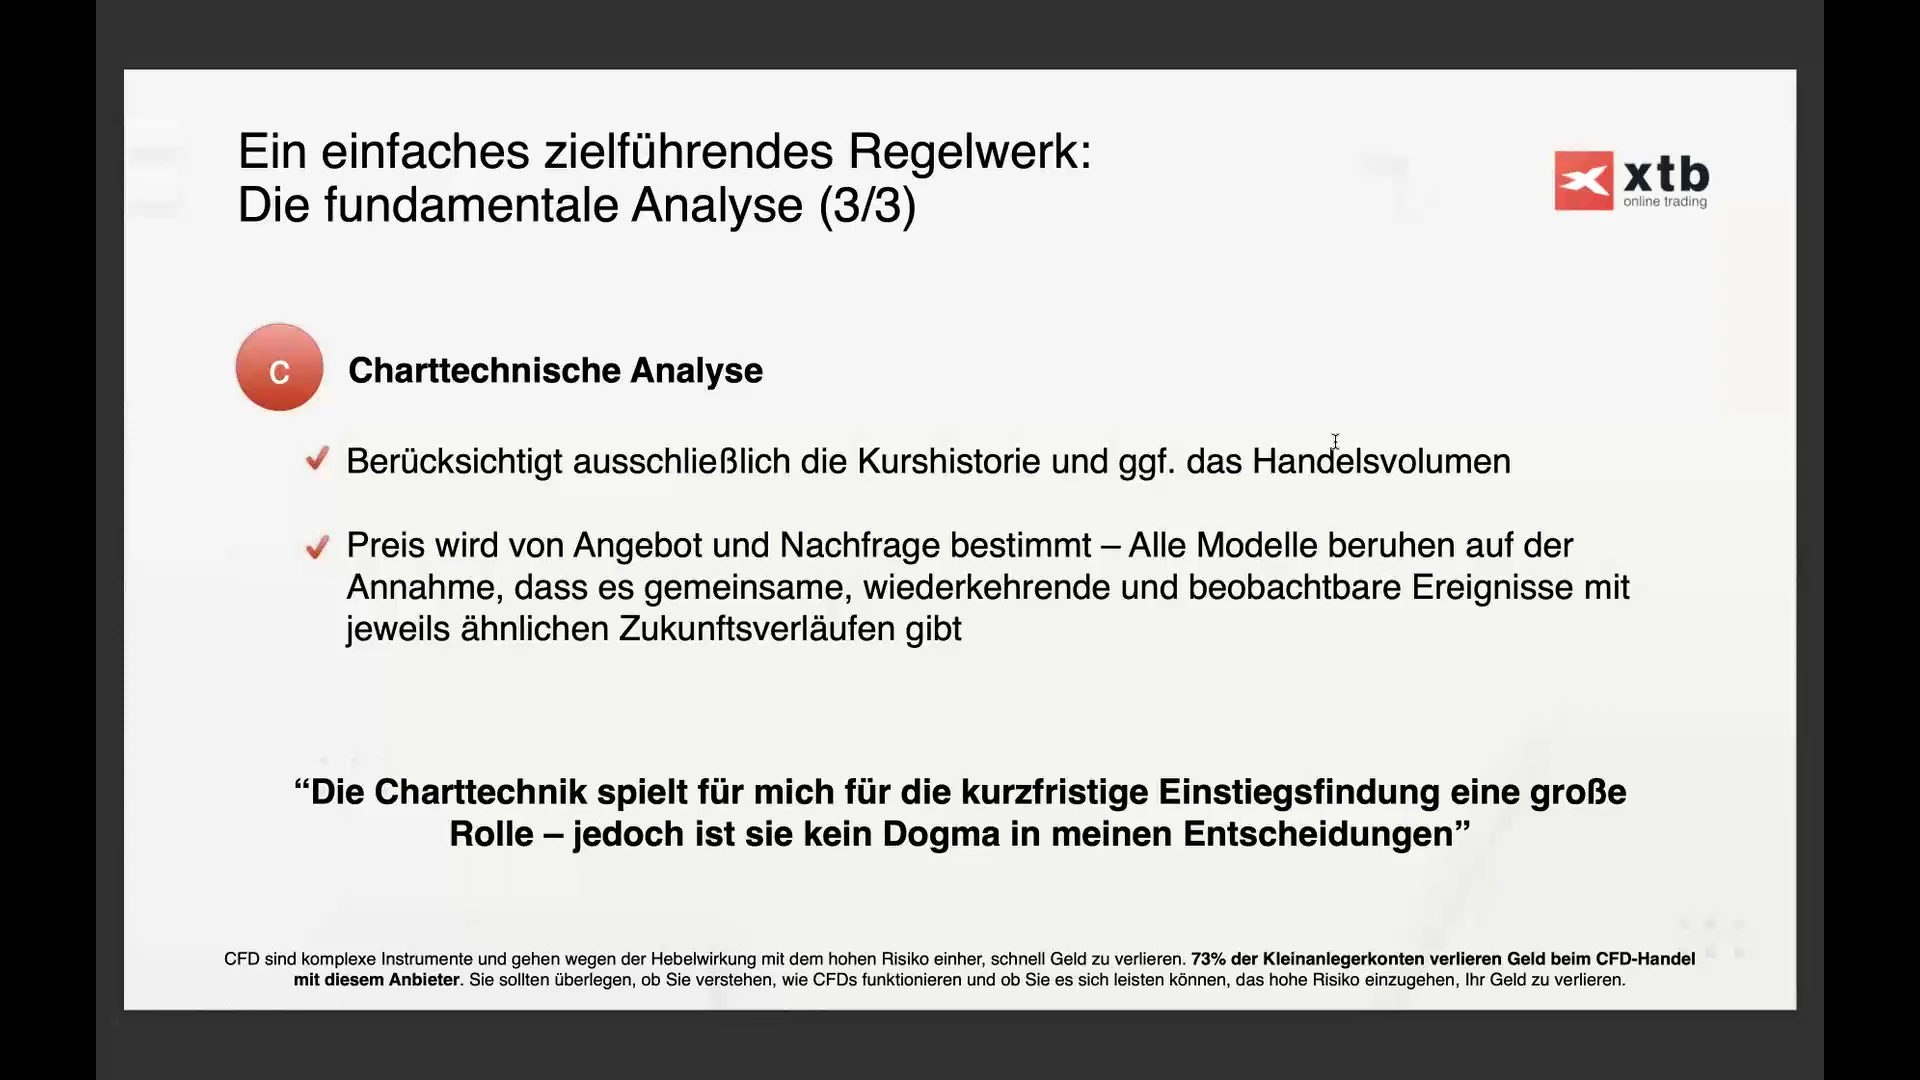 Ein einfaches zielführendes Regelwerk:
Die fundamentale Analyse (3/3)
xtb
online trading
c
Charttechnische Analyse
Berücksichtigt ausschließlich die Kurshistorie und ggf. das Handelsvolumen
Preis wird von Angebot und Nachfrage bestimmt – Alle Modelle beruhen auf der
Annahme, dass es gemeinsame, wiederkehrende und beobachtbare Ereignisse mit
jeweils ähnlichen Zukunftsverläufen gibt
“Die Charttechnik spielt für mich für die kurzfristige Einstiegsfindung eine große
Rolle – jedoch ist sie kein Dogma in meinen Entscheidungen”
CFD sind komplexe Instrumente und gehen wegen der Hebelwirkung mit dem hohen Risiko einher, schnell Geld zu verlieren. 73% der Kleinanlegerkonten verlieren Geld beim CFD-Handel
mit diesem Anbieter. Sie sollten überlegen, ob Sie verstehen, wie CFDs funktionieren und ob Sie es sich leisten können, das hohe Risiko einzugehen, Ihr Geld zu verlieren.